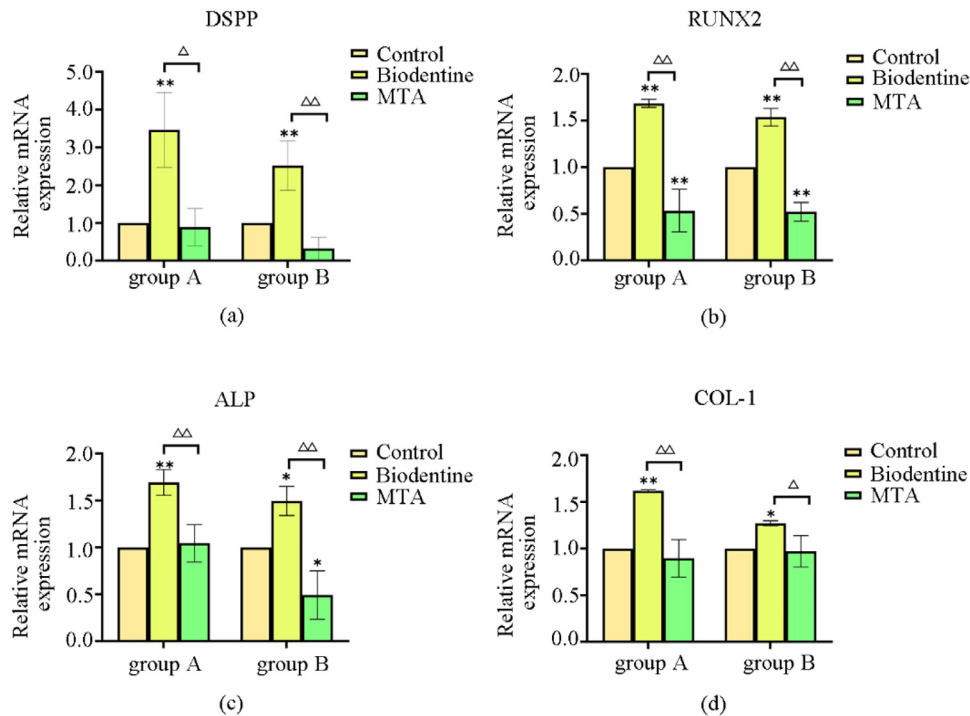 DSPP
Relative mRNA
expression
5.0
4.0
3.0
2.0
1.0
0.0
△
**
△△
**
group A
group B
Control
Biodentine
MTA
(a)
RUNX2
Relative mRNA
expression
2.0
1.5
1.0
0.5
0.0
△△
**
**
△△
**
**
group A
group B
Control
Biodentine
MTA
(b)
ALP
Relative mRNA
expression
2.0
1.5
1.0
0.5
0.0
△△
**
△△
*
*
group A
group B
Control
Biodentine
MTA
(c)
COL-1
Relative mRNA
expression
2.0
1.5
1.0
0.5
0.0
△△
**
△
*
group A
group B
Control
Biodentine
MTA
(d)